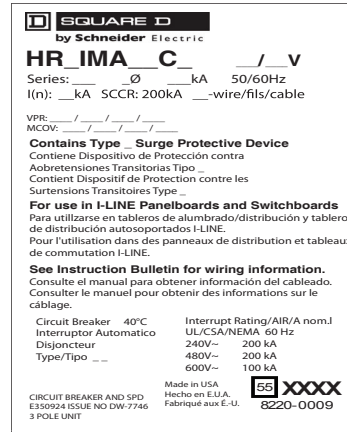 D SQUARE D
by Schneider Electric
HR_IMA__C_ __/__V
Series: ___ _Ø ___kA 50/60Hz
I(n): __kA SCCR: 200kA __-wire/fils/cable
VPR: ____ / ____ / ____ / ____
MCOV: ____ / ____ / ____ / ____
Contains Type _ Surge Protective Device
Contiene Dispositivo de Protección contra
Aobretensiones Transitorias Tipo _
Contient Dispositif de Protection contre les
Surtensions Transitoires Type _
For use in I-LINE Panelboards and Switchboards
Para utillzarse en tableros de alumbrado/distribución y tablero
de distribución autosoportados I-LINE.
Pour l'utilisation dans des panneaux de distribution et tableaux
de commutation I-LINE.
See Instruction Bulletin for wiring information.
Consulte el manual para obtener información del cableado.
Consulter le manuel pour obtenir des informations sur le
câblage.
Circuit Breaker 40°C
Interruptor Automatico
Disjoncteur
Type/Tipo _ _
Interrupt Rating/AIR/A nom.l
UL/CSA/NEMA 60 Hz
240V~ 200 kA
480V~ 200 kA
600V~ 100 kA
CIRCUIT BREAKER AND SPD
E350924 ISSUE NO DW-7746
3 POLE UNIT
Made in USA
Hecho en E.U.A.
Fabriqué aux É.-U.
55 XXXX
8220-0009